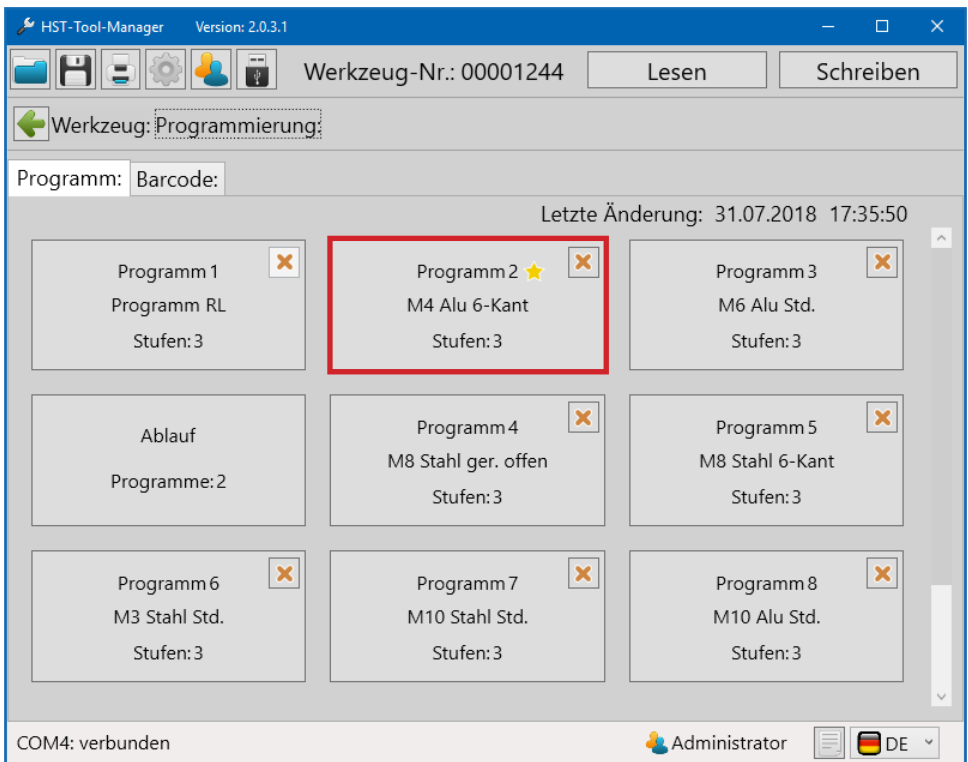 HST-Tool-Manager Version: 2.0.3.1
Werkzeug-Nr.: 00001244 Lesen Schreiben
Werkzeug: Programmierung:
Programm: Barcode:
Letzte Änderung: 31.07.2018 17:35:50
Programm 1
Programm RL
Stufen: 3
Programm 2
M4 Alu 6-Kant
Stufen: 3
Programm 3
M6 Alu Std.
Stufen: 3
Ablauf
Programme: 2
Programm 4
M8 Stahl ger. offen
Stufen: 3
Programm 5
M8 Stahl 6-Kant
Stufen: 3
Programm 6
M3 Stahl Std.
Stufen: 3
Programm 7
M10 Stahl Std.
Stufen: 3
Programm 8
M10 Alu Std.
Stufen: 3
COM4: verbunden Administrator DE